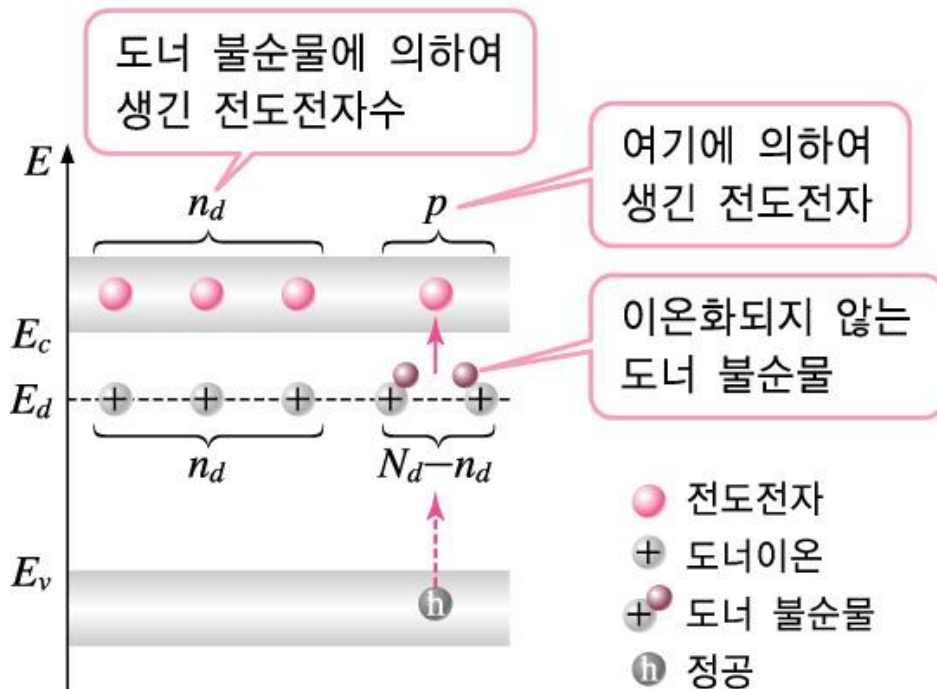 도너 불순물에 의하여
생긴 전도전자수
여기에 의하여
생긴 전도전자
E
n_d
p
이온화되지 않는
도너 불순물
E_c
E_d
+ + + + +
n_d
N_d−n_d
E_v
h
전도전자
+ 도너이온
+ 도너 불순물
h 정공